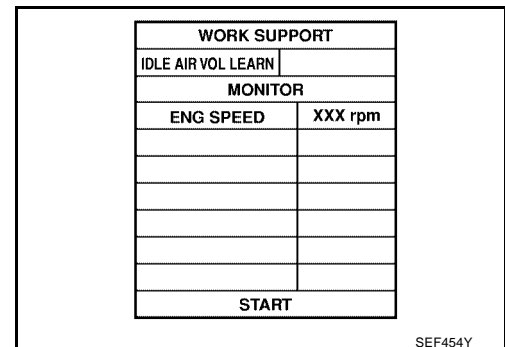 WORK SUPPORT
IDLE AIR VOL LEARN
MONITOR
ENG SPEED XXX rpm
START
SEF454Y